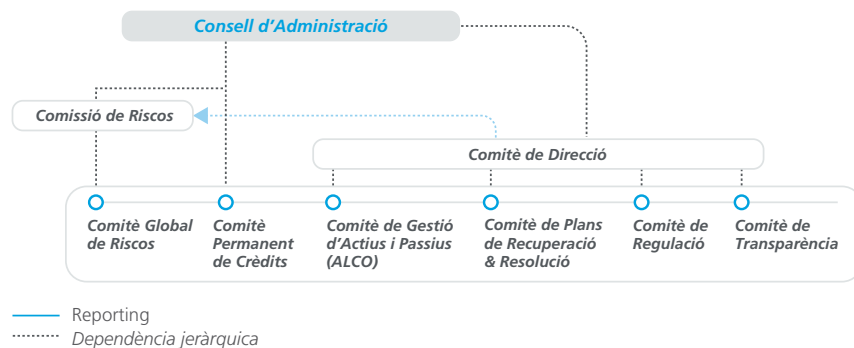 Consell d'Administració
Comissió de Riscos
Comitè de Direcció
Comitè Global
de Riscos
Comitè
Permanent
de Crèdits
Comitè de Gestió
d'Actius i Passius
(ALCO)
Comitè de Plans
de Recuperació
& Resolució
Comitè de
Regulació
Comitè de
Transparència
Reporting
Dependència jeràrquica